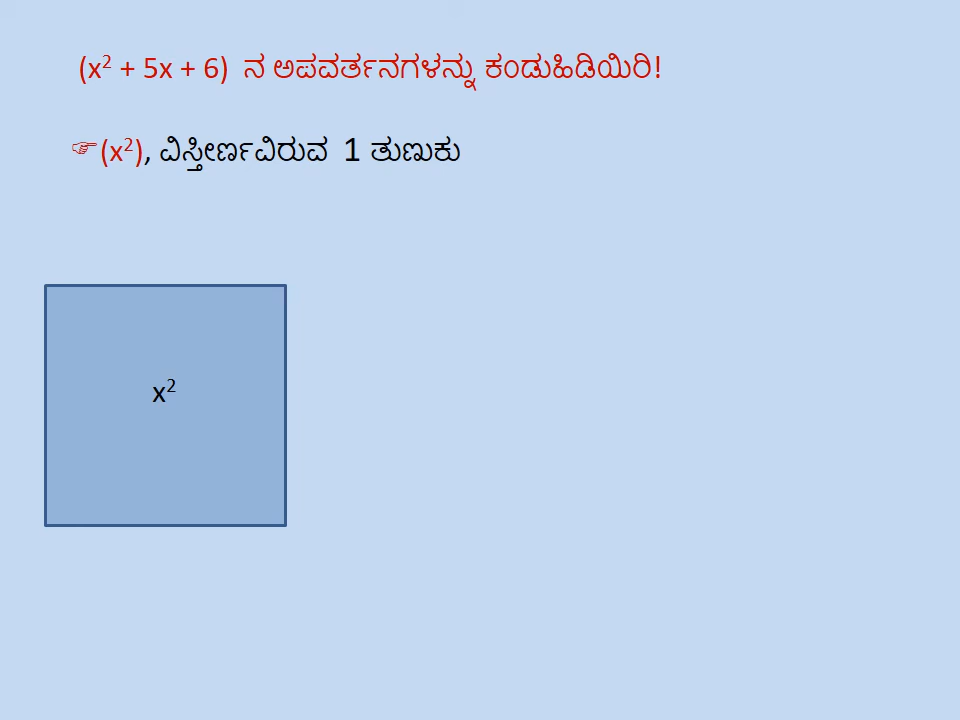 (x² + 5x + 6) ನ ಅಪವರ್ತನಗಳನ್ನು ಕಂಡುಹಿಡಿಯಿರಿ!
☞(x²), ವಿಸ್ತೀರ್ಣವಿರುವ 1 ತುಣುಕು
x²